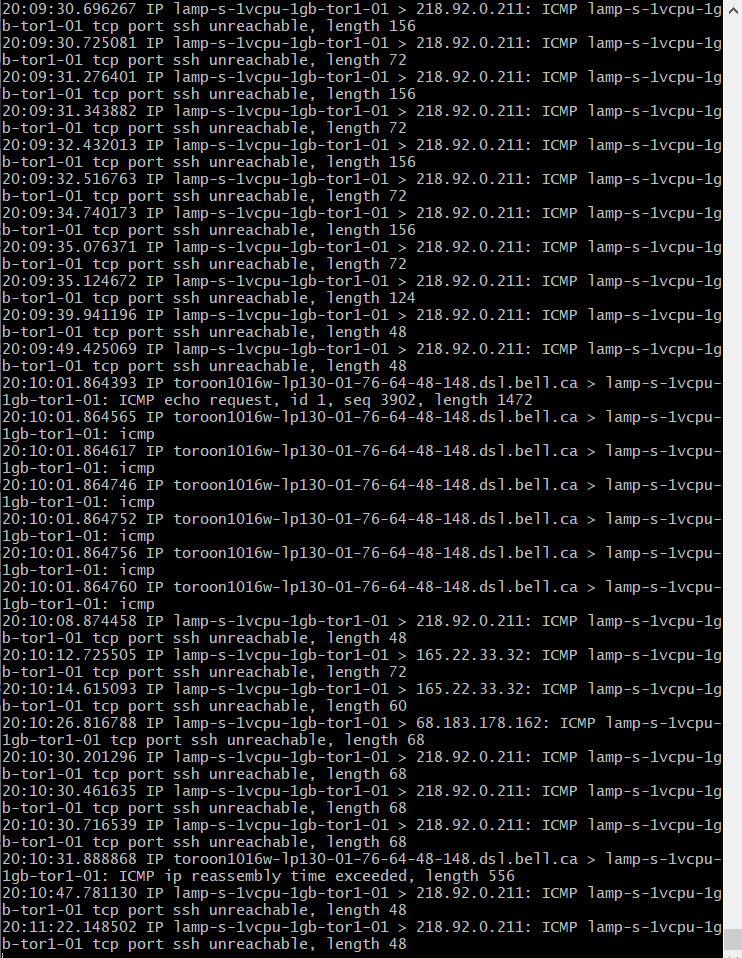 20:09:30.696267 IP lamp-s-1vcpu-1gb-tor1-01 > 218.92.0.211: ICMP lamp-s-1vcpu-1g
b-tor1-01 tcp port ssh unreachable, length 156
20:09:30.725081 IP lamp-s-1vcpu-1gb-tor1-01 > 218.92.0.211: ICMP lamp-s-1vcpu-1g
b-tor1-01 tcp port ssh unreachable, length 72
20:09:31.276401 IP lamp-s-1vcpu-1gb-tor1-01 > 218.92.0.211: ICMP lamp-s-1vcpu-1g
b-tor1-01 tcp port ssh unreachable, length 156
20:09:31.343882 IP lamp-s-1vcpu-1gb-tor1-01 > 218.92.0.211: ICMP lamp-s-1vcpu-1g
b-tor1-01 tcp port ssh unreachable, length 72
20:09:32.432013 IP lamp-s-1vcpu-1gb-tor1-01 > 218.92.0.211: ICMP lamp-s-1vcpu-1g
b-tor1-01 tcp port ssh unreachable, length 156
20:09:32.516763 IP lamp-s-1vcpu-1gb-tor1-01 > 218.92.0.211: ICMP lamp-s-1vcpu-1g
b-tor1-01 tcp port ssh unreachable, length 72
20:09:34.740173 IP lamp-s-1vcpu-1gb-tor1-01 > 218.92.0.211: ICMP lamp-s-1vcpu-1g
b-tor1-01 tcp port ssh unreachable, length 156
20:09:35.076371 IP lamp-s-1vcpu-1gb-tor1-01 > 218.92.0.211: ICMP lamp-s-1vcpu-1g
b-tor1-01 tcp port ssh unreachable, length 72
20:09:35.124672 IP lamp-s-1vcpu-1gb-tor1-01 > 218.92.0.211: ICMP lamp-s-1vcpu-1g
b-tor1-01 tcp port ssh unreachable, length 124
20:09:39.941196 IP lamp-s-1vcpu-1gb-tor1-01 > 218.92.0.211: ICMP lamp-s-1vcpu-1g
b-tor1-01 tcp port ssh unreachable, length 48
20:09:49.425069 IP lamp-s-1vcpu-1gb-tor1-01 > 218.92.0.211: ICMP lamp-s-1vcpu-1g
b-tor1-01 tcp port ssh unreachable, length 48
20:10:01.864393 IP toroon1016w-lp130-01-76-64-48-148.dsl.bell.ca > lamp-s-1vcpu-
1gb-tor1-01: ICMP echo request, id 1, seq 3902, length 1472
20:10:01.864565 IP toroon1016w-lp130-01-76-64-48-148.dsl.bell.ca > lamp-s-1vcpu-
1gb-tor1-01: icmp
20:10:01.864617 IP toroon1016w-lp130-01-76-64-48-148.dsl.bell.ca > lamp-s-1vcpu-
1gb-tor1-01: icmp
20:10:01.864746 IP toroon1016w-lp130-01-76-64-48-148.dsl.bell.ca > lamp-s-1vcpu-
1gb-tor1-01: icmp
20:10:01.864752 IP toroon1016w-lp130-01-76-64-48-148.dsl.bell.ca > lamp-s-1vcpu-
1gb-tor1-01: icmp
20:10:01.864756 IP toroon1016w-lp130-01-76-64-48-148.dsl.bell.ca > lamp-s-1vcpu-
1gb-tor1-01: icmp
20:10:01.864760 IP toroon1016w-lp130-01-76-64-48-148.dsl.bell.ca > lamp-s-1vcpu-
1gb-tor1-01: icmp
20:10:08.874458 IP lamp-s-1vcpu-1gb-tor1-01 > 218.92.0.211: ICMP lamp-s-1vcpu-1g
b-tor1-01 tcp port ssh unreachable, length 48
20:10:12.725505 IP lamp-s-1vcpu-1gb-tor1-01 > 165.22.33.32: ICMP lamp-s-1vcpu-1g
b-tor1-01 tcp port ssh unreachable, length 72
20:10:14.615093 IP lamp-s-1vcpu-1gb-tor1-01 > 165.22.33.32: ICMP lamp-s-1vcpu-1g
b-tor1-01 tcp port ssh unreachable, length 60
20:10:26.816788 IP lamp-s-1vcpu-1gb-tor1-01 > 68.183.178.162: ICMP lamp-s-1vcpu-
1gb-tor1-01 tcp port ssh unreachable, length 68
20:10:30.201296 IP lamp-s-1vcpu-1gb-tor1-01 > 218.92.0.211: ICMP lamp-s-1vcpu-1g
b-tor1-01 tcp port ssh unreachable, length 68
20:10:30.461635 IP lamp-s-1vcpu-1gb-tor1-01 > 218.92.0.211: ICMP lamp-s-1vcpu-1g
b-tor1-01 tcp port ssh unreachable, length 68
20:10:30.716539 IP lamp-s-1vcpu-1gb-tor1-01 > 218.92.0.211: ICMP lamp-s-1vcpu-1g
b-tor1-01 tcp port ssh unreachable, length 68
20:10:31.888868 IP toroon1016w-lp130-01-76-64-48-148.dsl.bell.ca > lamp-s-1vcpu-
1gb-tor1-01: ICMP ip reassembly time exceeded, length 556
20:10:47.781130 IP lamp-s-1vcpu-1gb-tor1-01 > 218.92.0.211: ICMP lamp-s-1vcpu-1g
b-tor1-01 tcp port ssh unreachable, length 48
20:11:22.148502 IP lamp-s-1vcpu-1gb-tor1-01 > 218.92.0.211: ICMP lamp-s-1vcpu-1g
b-tor1-01 tcp port ssh unreachable, length 48